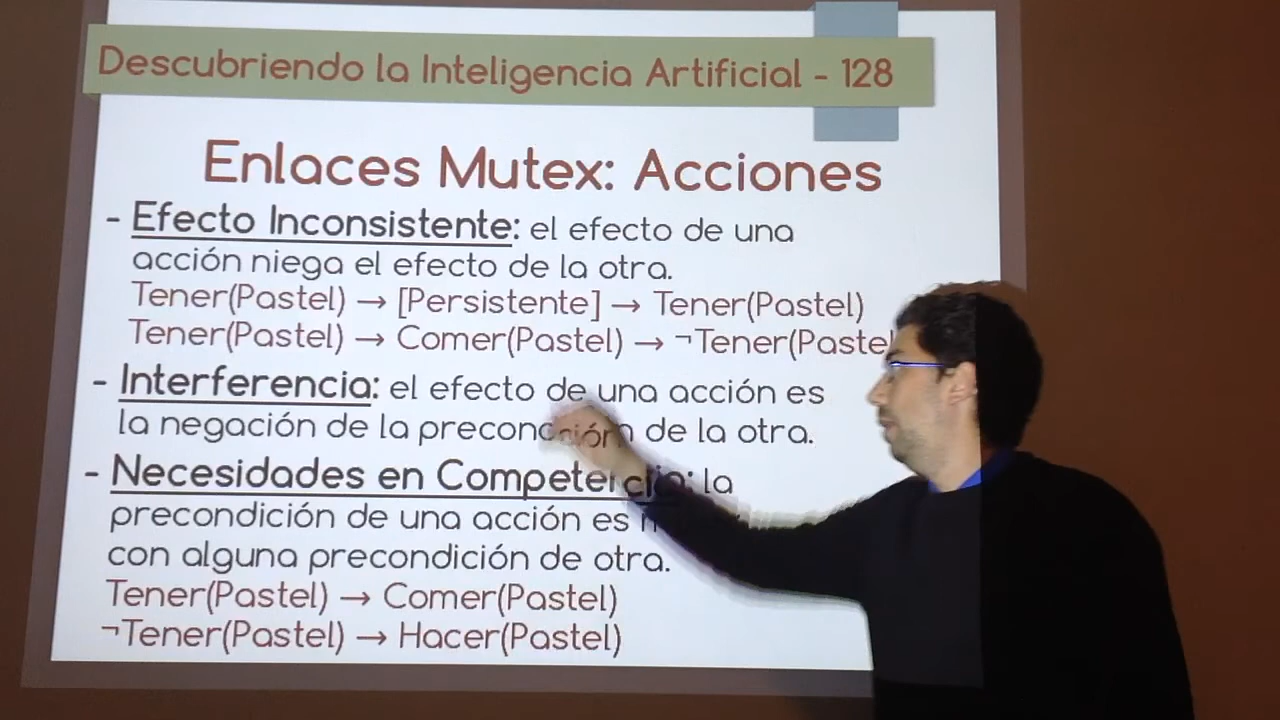 Descubriendo la Inteligencia Artificial - 128
Enlaces Mutex: Acciones
- Efecto Inconsistente: el efecto de una
acción niega el efecto de la otra.
Tener(Pastel) → [Persistente] → Tener(Pastel)
Tener(Pastel) → Comer(Pastel) → ¬Tener(Pastel
- Interferencia: el efecto de una acción es
la negación de la precondición de la otra.
- Necesidades en Competencia: la
precondición de una acción es
con alguna precondición de otra.
Tener(Pastel) → Comer(Pastel)
¬Tener(Pastel) → Hacer(Pastel)